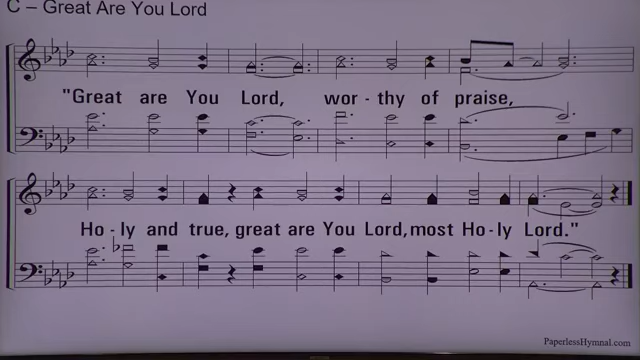 C – Great Are You Lord
"Great are You Lord, wor - thy of praise,
Ho - ly and true, great are You Lord, most Ho - ly Lord."
PaperlessHymnal.com